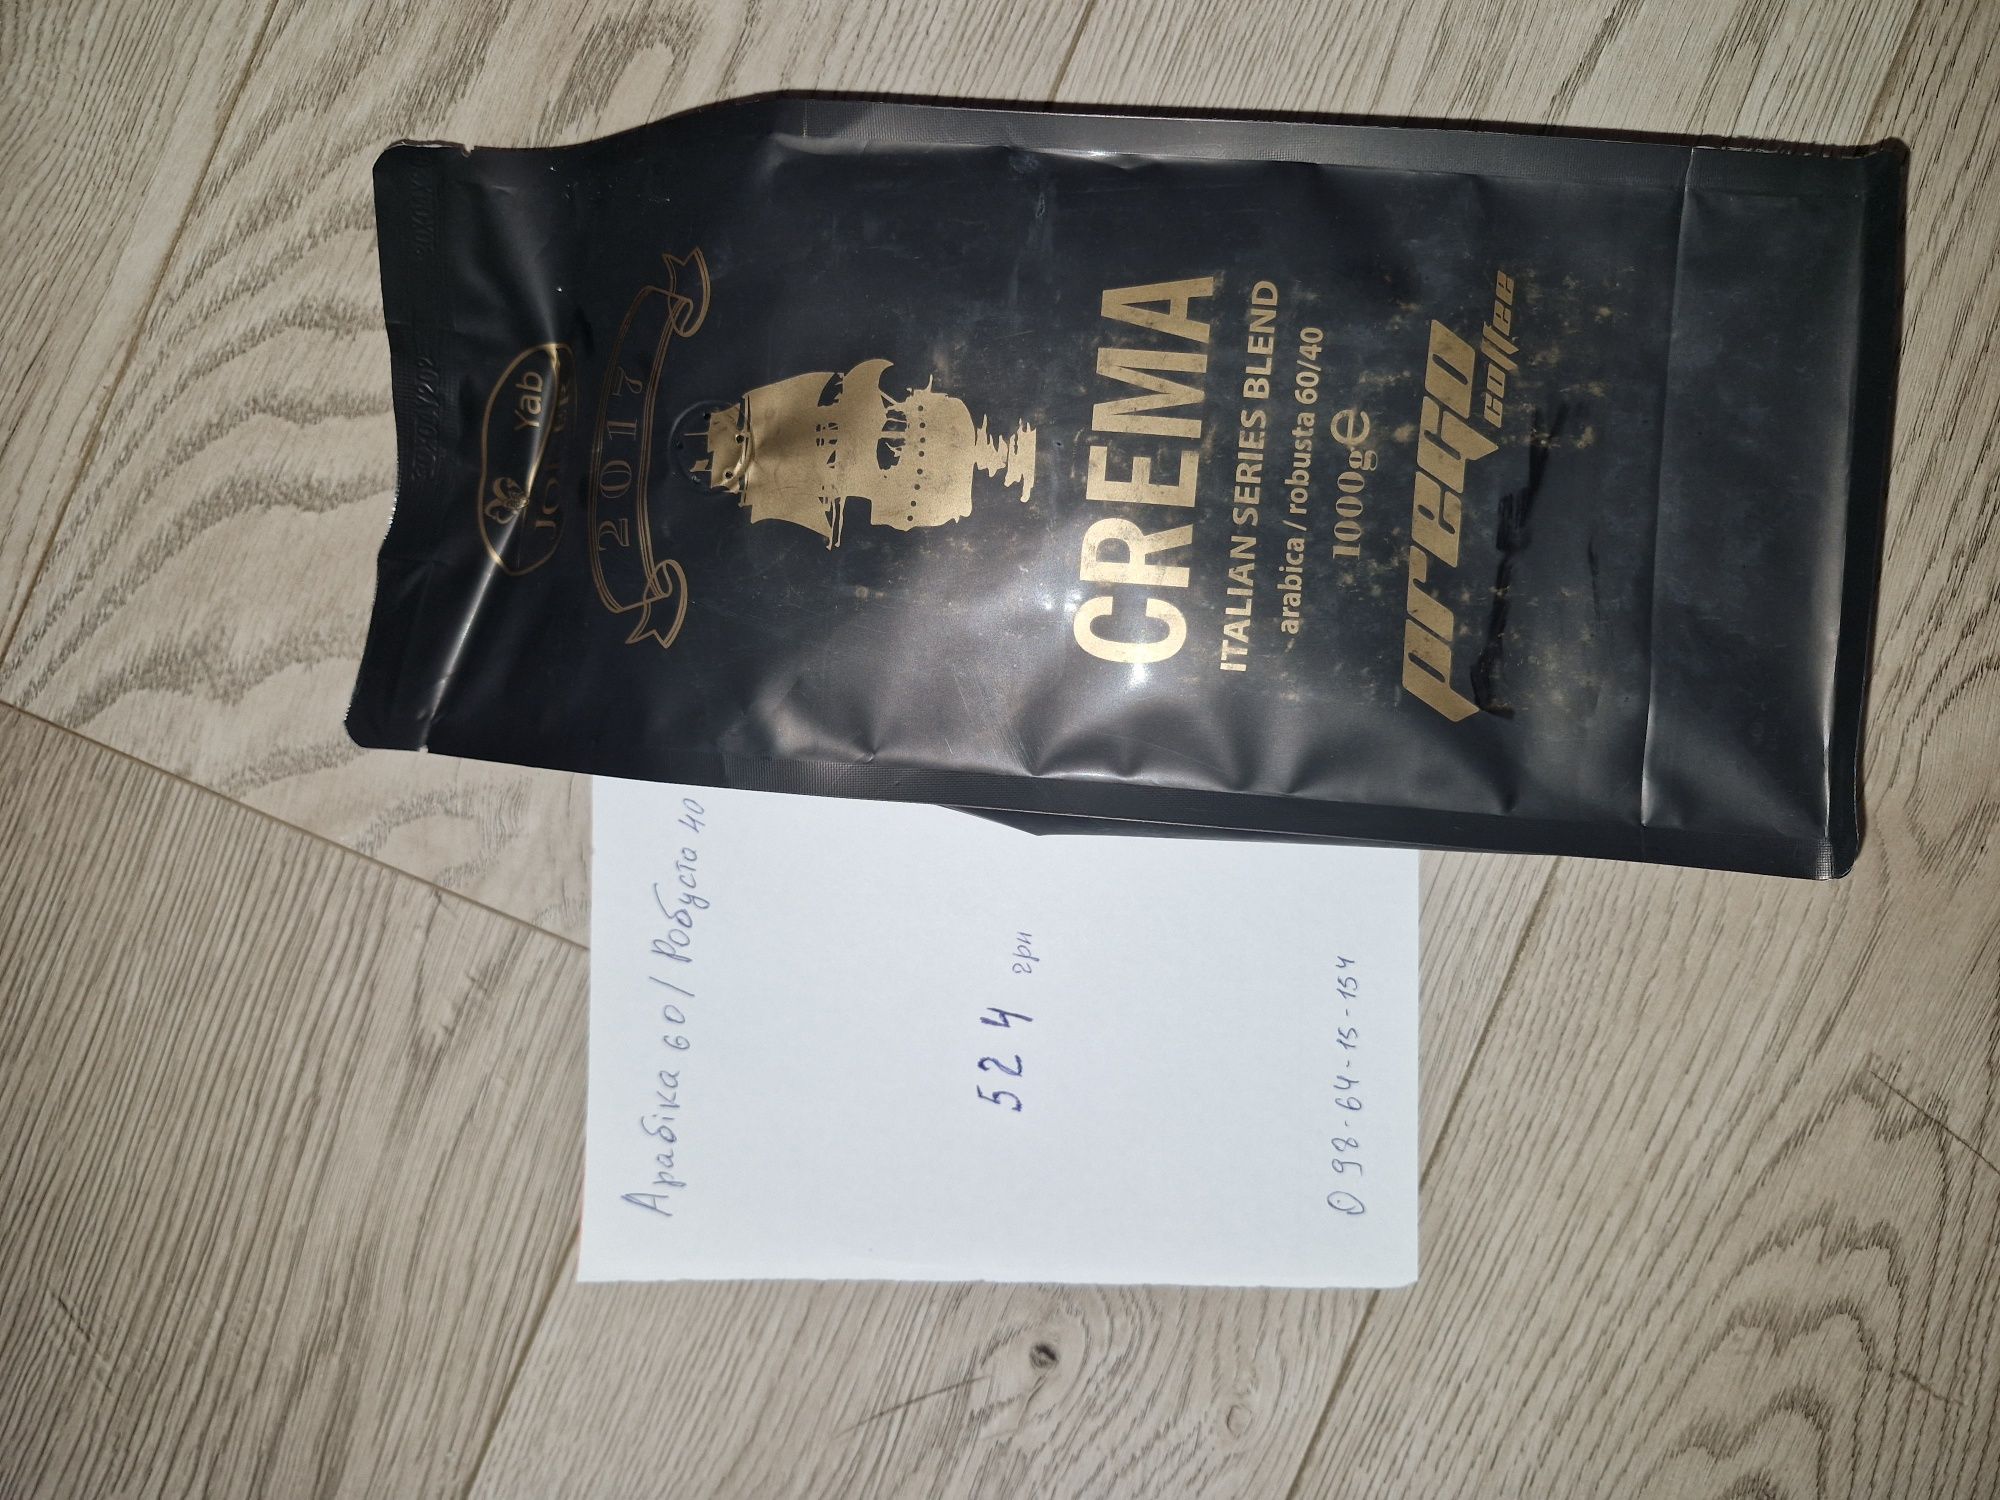 Yab
2017
CREMA
ITALIAN SERIES BLEND
arabica / robusta 60/40
1000g e
prego
coffee
Арабіка 60 / Робуста 40
524 грн
098-64-15-154